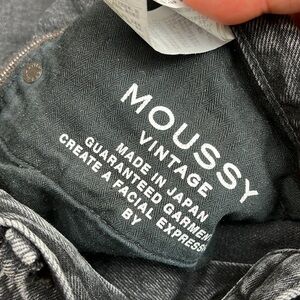 MOUSSY
VINTAGE
MADE IN JAPAN
GUARANTEED GARMEN
CREATE A FACIAL EXPRESS
BY